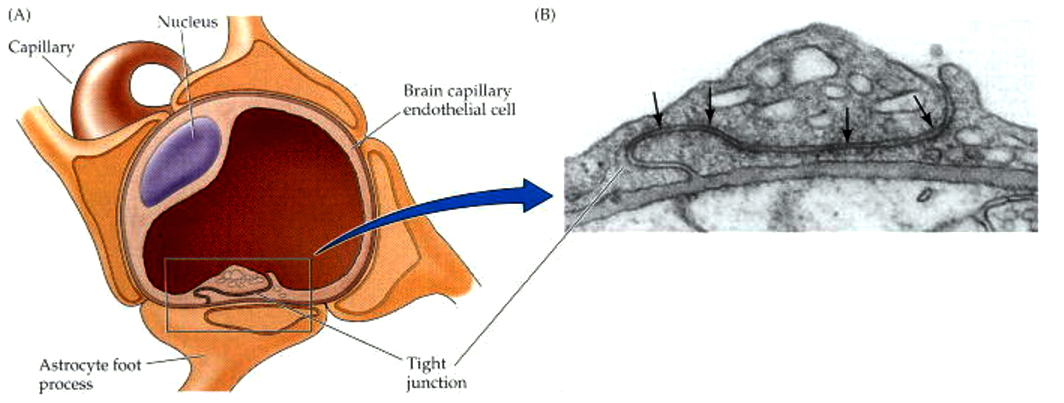 (A)
Nucleus
Capillary
Brain capillary
endothelial cell
Astrocyte foot
process
Tight
junction
(B)